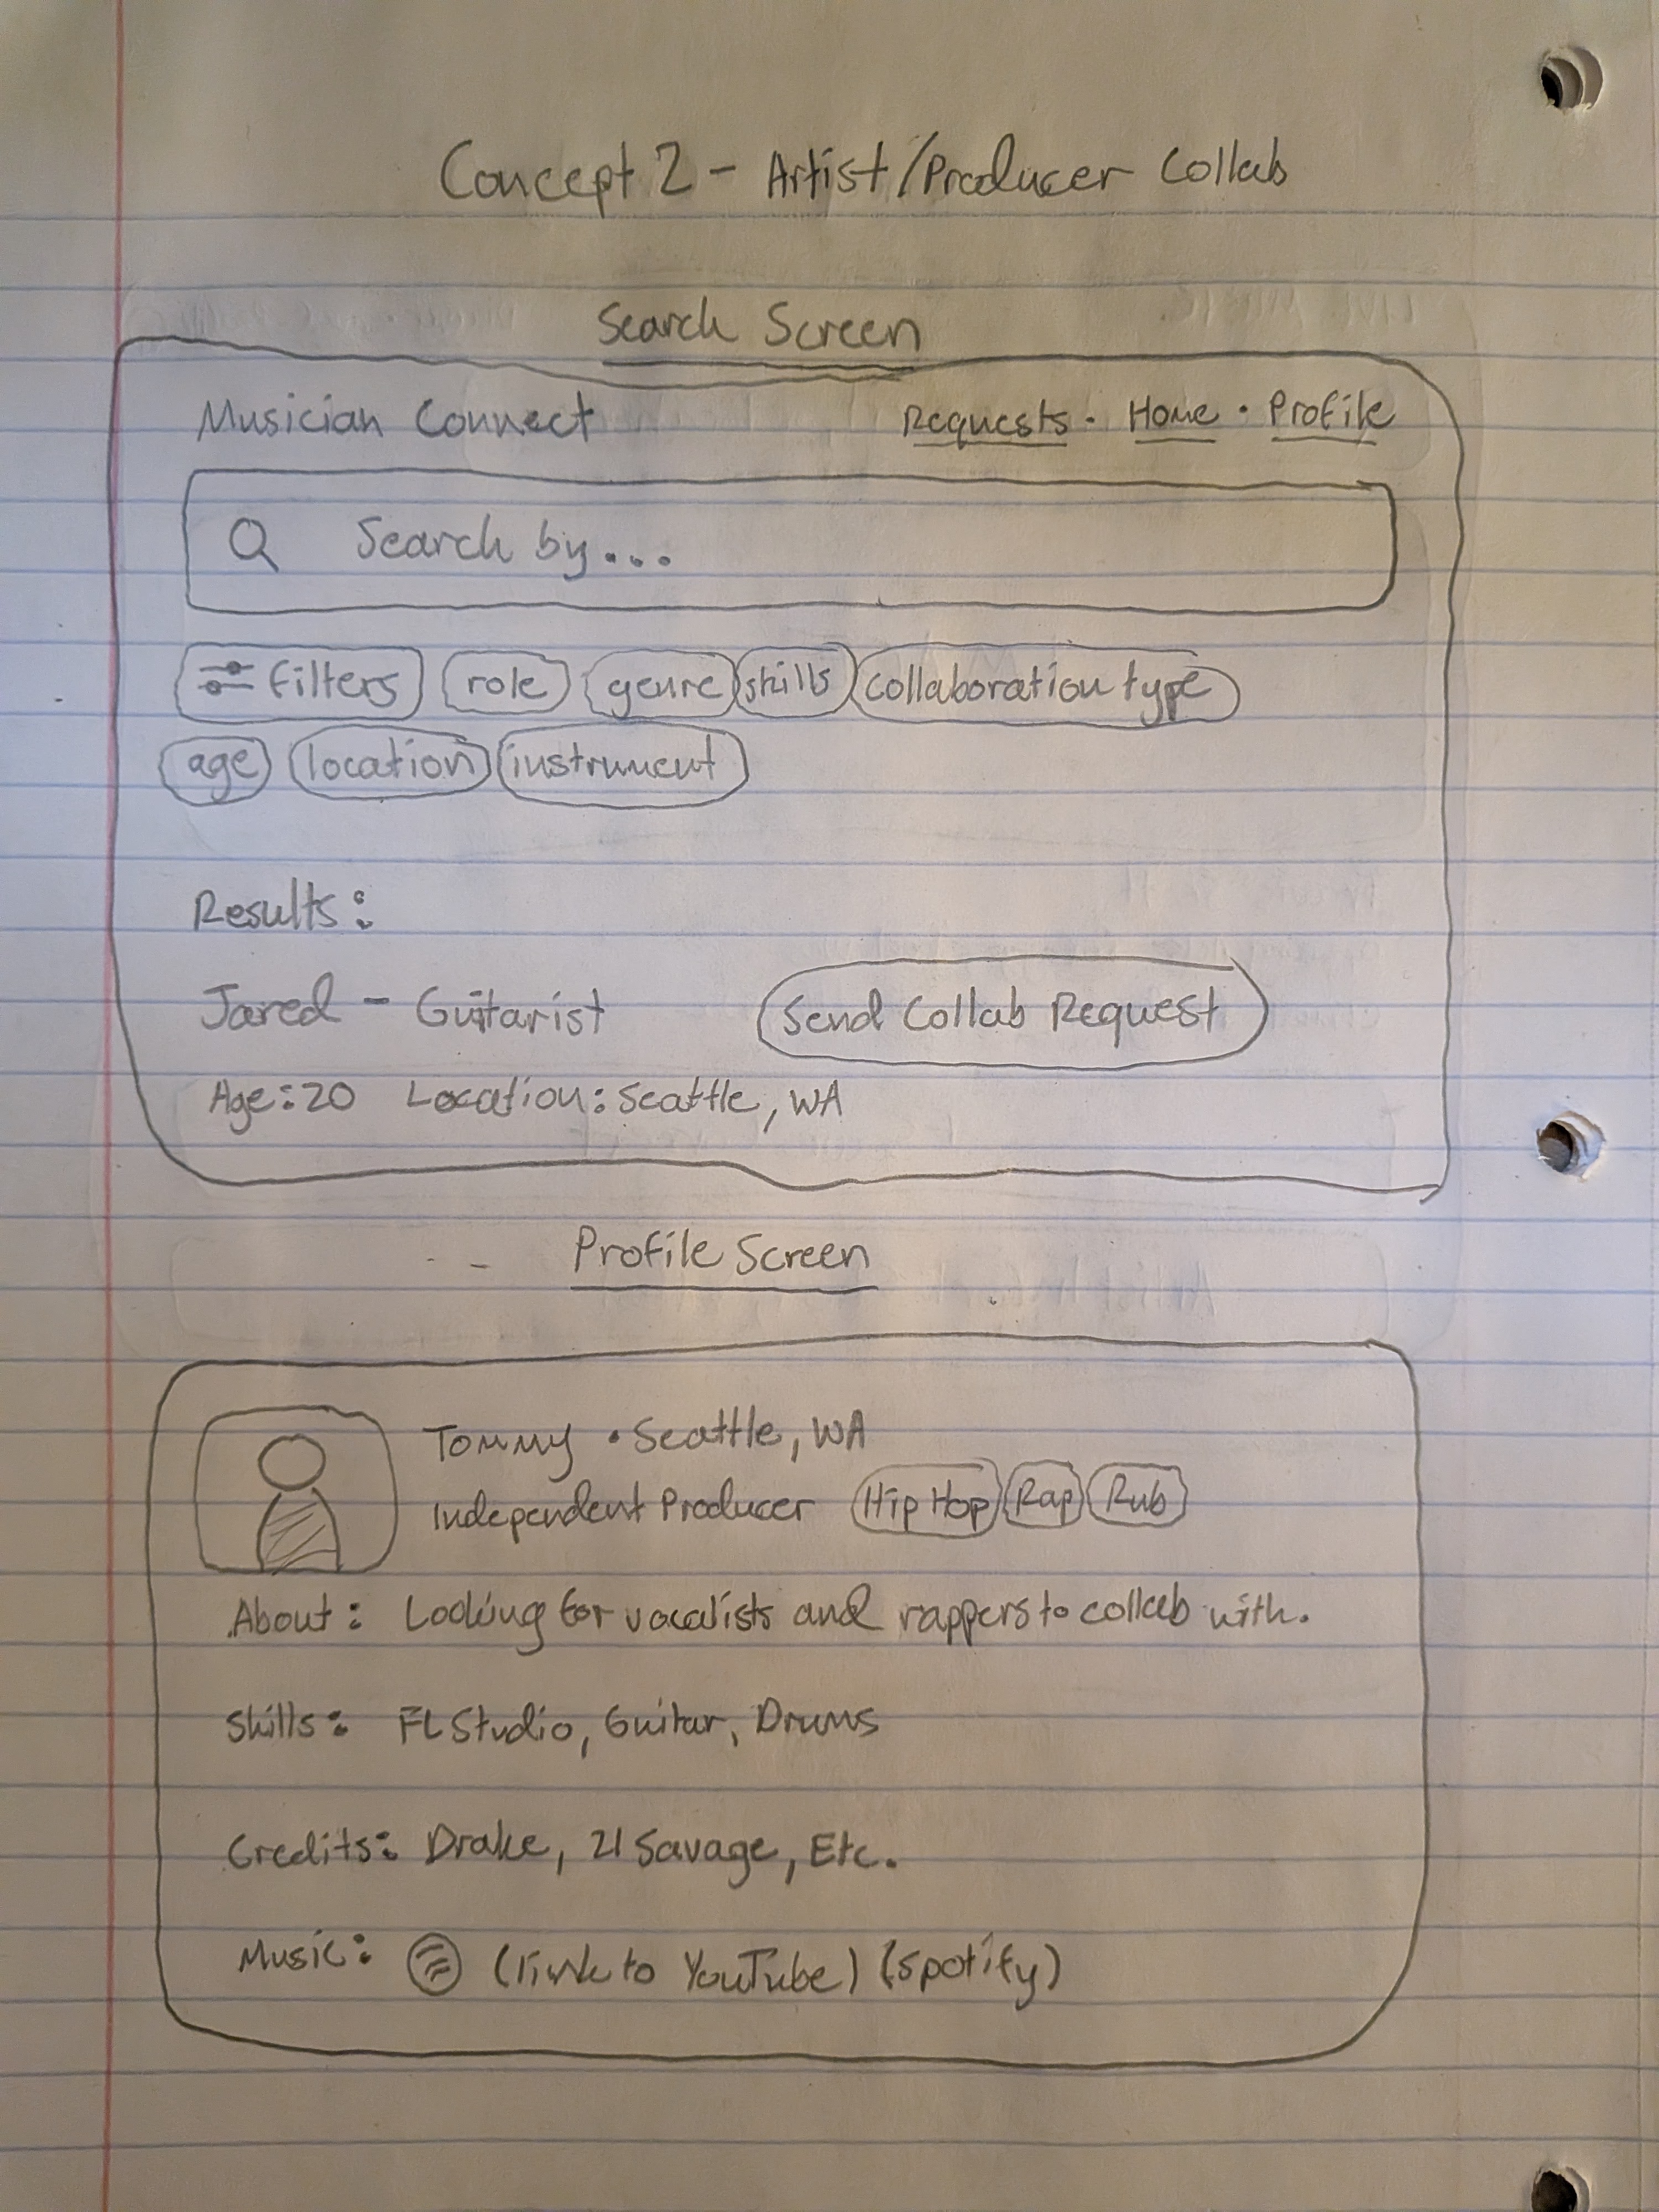 Concept 2 - Artist/Producer Collab
Search Screen
Musician Connect Requests · Home · Profile
Search by...
Filters role genre skills collaboration type
age location instrument
Results:
Jared - Guitarist Send Collab Request
Age: 20 Location: Seattle, WA
Profile Screen
Tommy · Seattle, WA
Independent Producer Hip Hop Rap Rnb
About: Looking for vocalists and rappers to collab with.
Skills: FL Studio, Guitar, Drums
Credits: Drake, 21 Savage, Etc.
Music: (link to YouTube) (spotify)